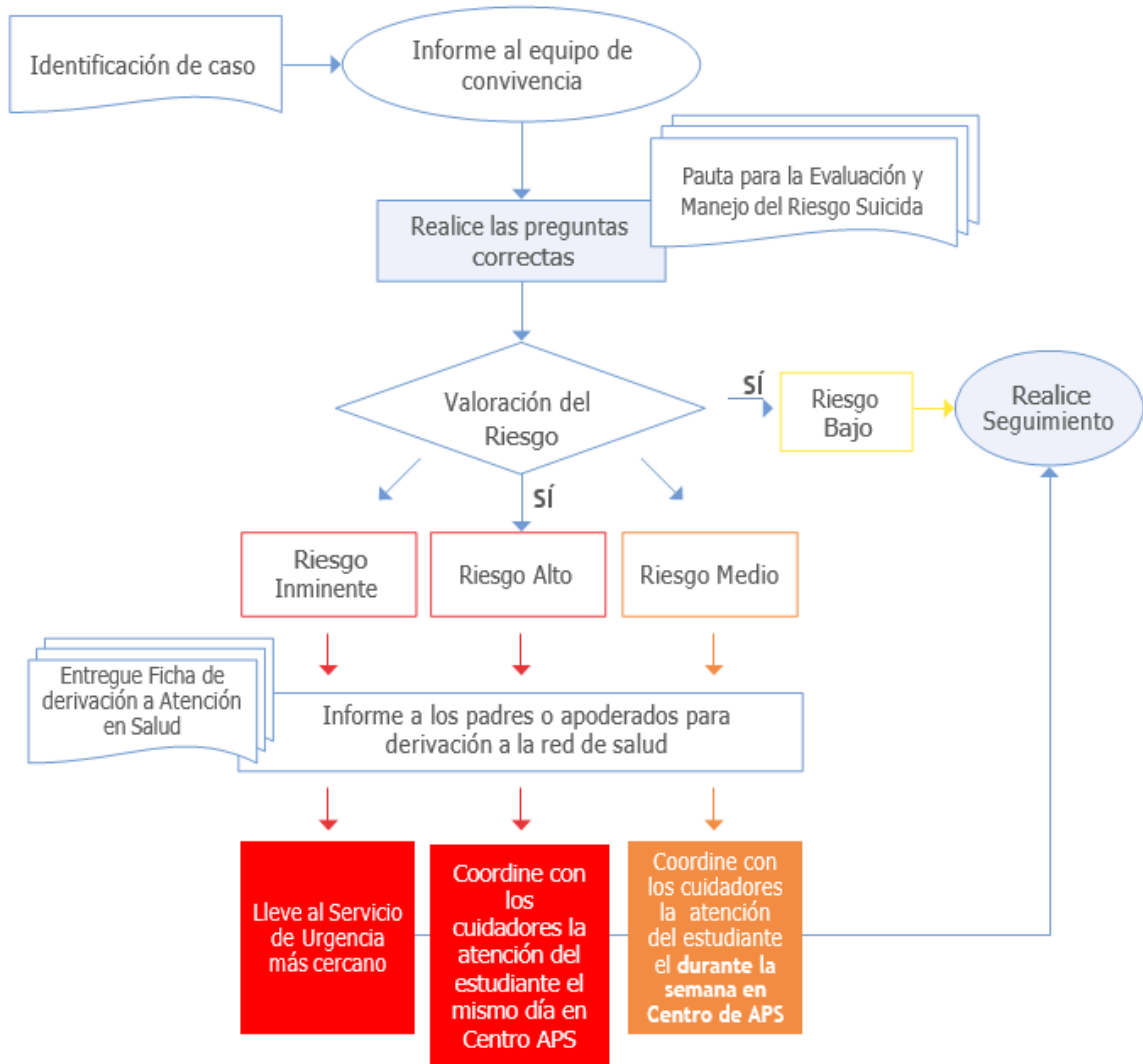 Identificación de caso
Informe al equipo de
convivencia
Pauta para la Evaluación y
Manejo del Riesgo Suicida
Realice las preguntas
correctas
Valoración del
Riesgo
SÍ
Riesgo
Bajo
Realice
Seguimiento
SÍ
Riesgo
Inminente
Riesgo Alto
Riesgo Medio
Entregue Ficha de
derivación a Atención
en Salud
Informe a los padres o apoderados para
derivación a la red de salud
Lleve al Servicio
de Urgencia
más cercano
Coordine con
los
cuidadores la
atención del
estudiante el
mismo día en
Centro APS
Coordine con
los cuidadores
la atención
del estudiante
el durante la
semana en
Centro de APS